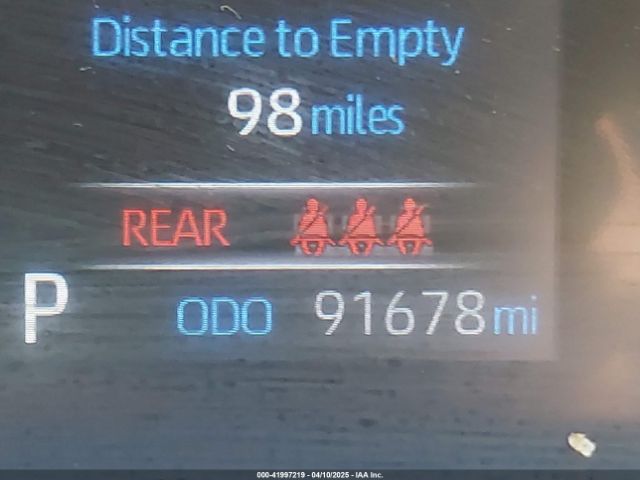 Distance to Empty
98 miles
REAR
P ODO 91678 mi
000-41997219 - 04/10/2025 - IAA Inc.